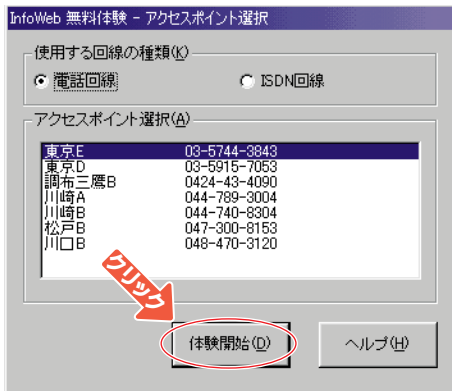 InfoWeb 無料体験 - アクセスポイント選択
使用する回線の種類(K)
電話回線 ISDN回線
アクセスポイント選択(A)
東京E 03-5744-3843
東京D 03-5915-7053
調布三鷹B 0424-43-4090
川崎A 044-789-3004
川崎B 044-740-8304
松戸B 047-300-8153
川口B 048-470-3120
クリック
体験開始(D) ヘルプ(H)